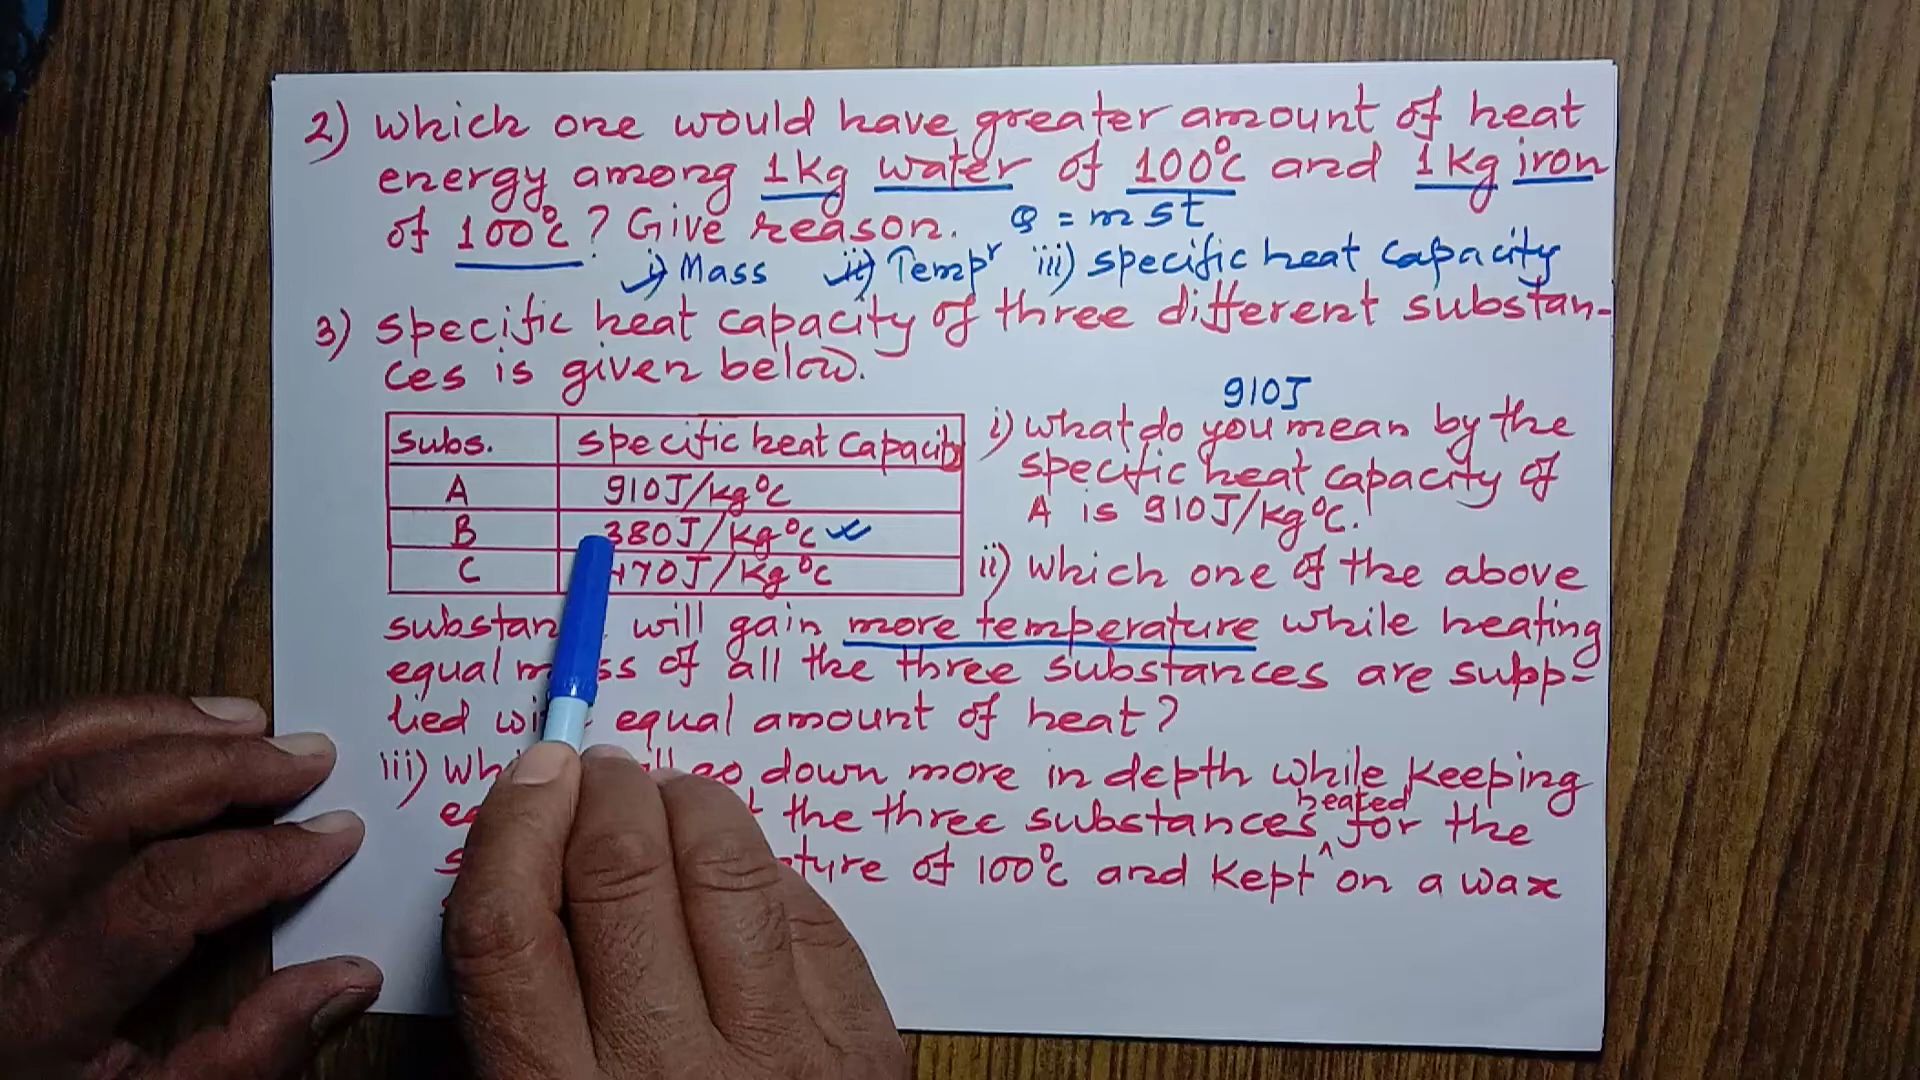 2) which one would have greater amount of heat
energy among 1kg water of 100°C and 1kg iron
of 100°C? Give reason. Q = mst
i) Mass ii) Tempr iii) specific heat capacity
3) specific heat capacity of three different substan-
ces is given below.
Subs. specific heat capacity
A 910J/kg°C
B 380J/kg°C
C 470J/kg°C
910J
i) what do you mean by the
specific heat capacity of
A is 910J/kg°C.
ii) which one of the above
substan will gain more temperature while heating
equal m ss of all the three substances are supp-
lied wi equal amount of heat?
iii) Wh go down more in depth while keeping
the three substances heated for the
ture of 100°C and kept on a wax